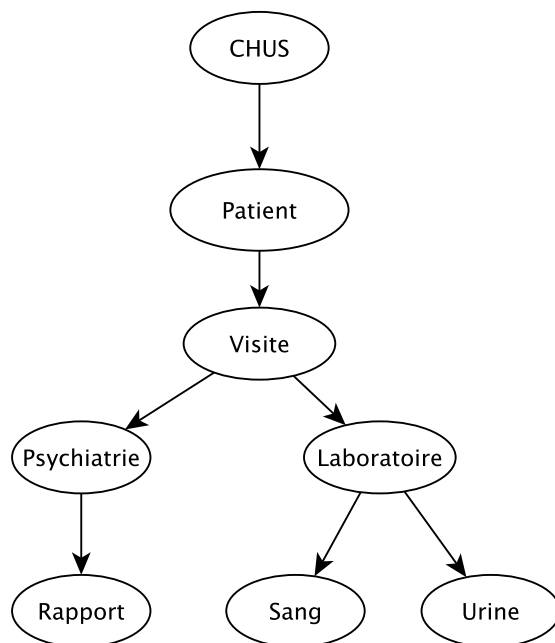 CHUS
Patient
Visite
Psychiatrie
Laboratoire
Rapport
Sang
Urine